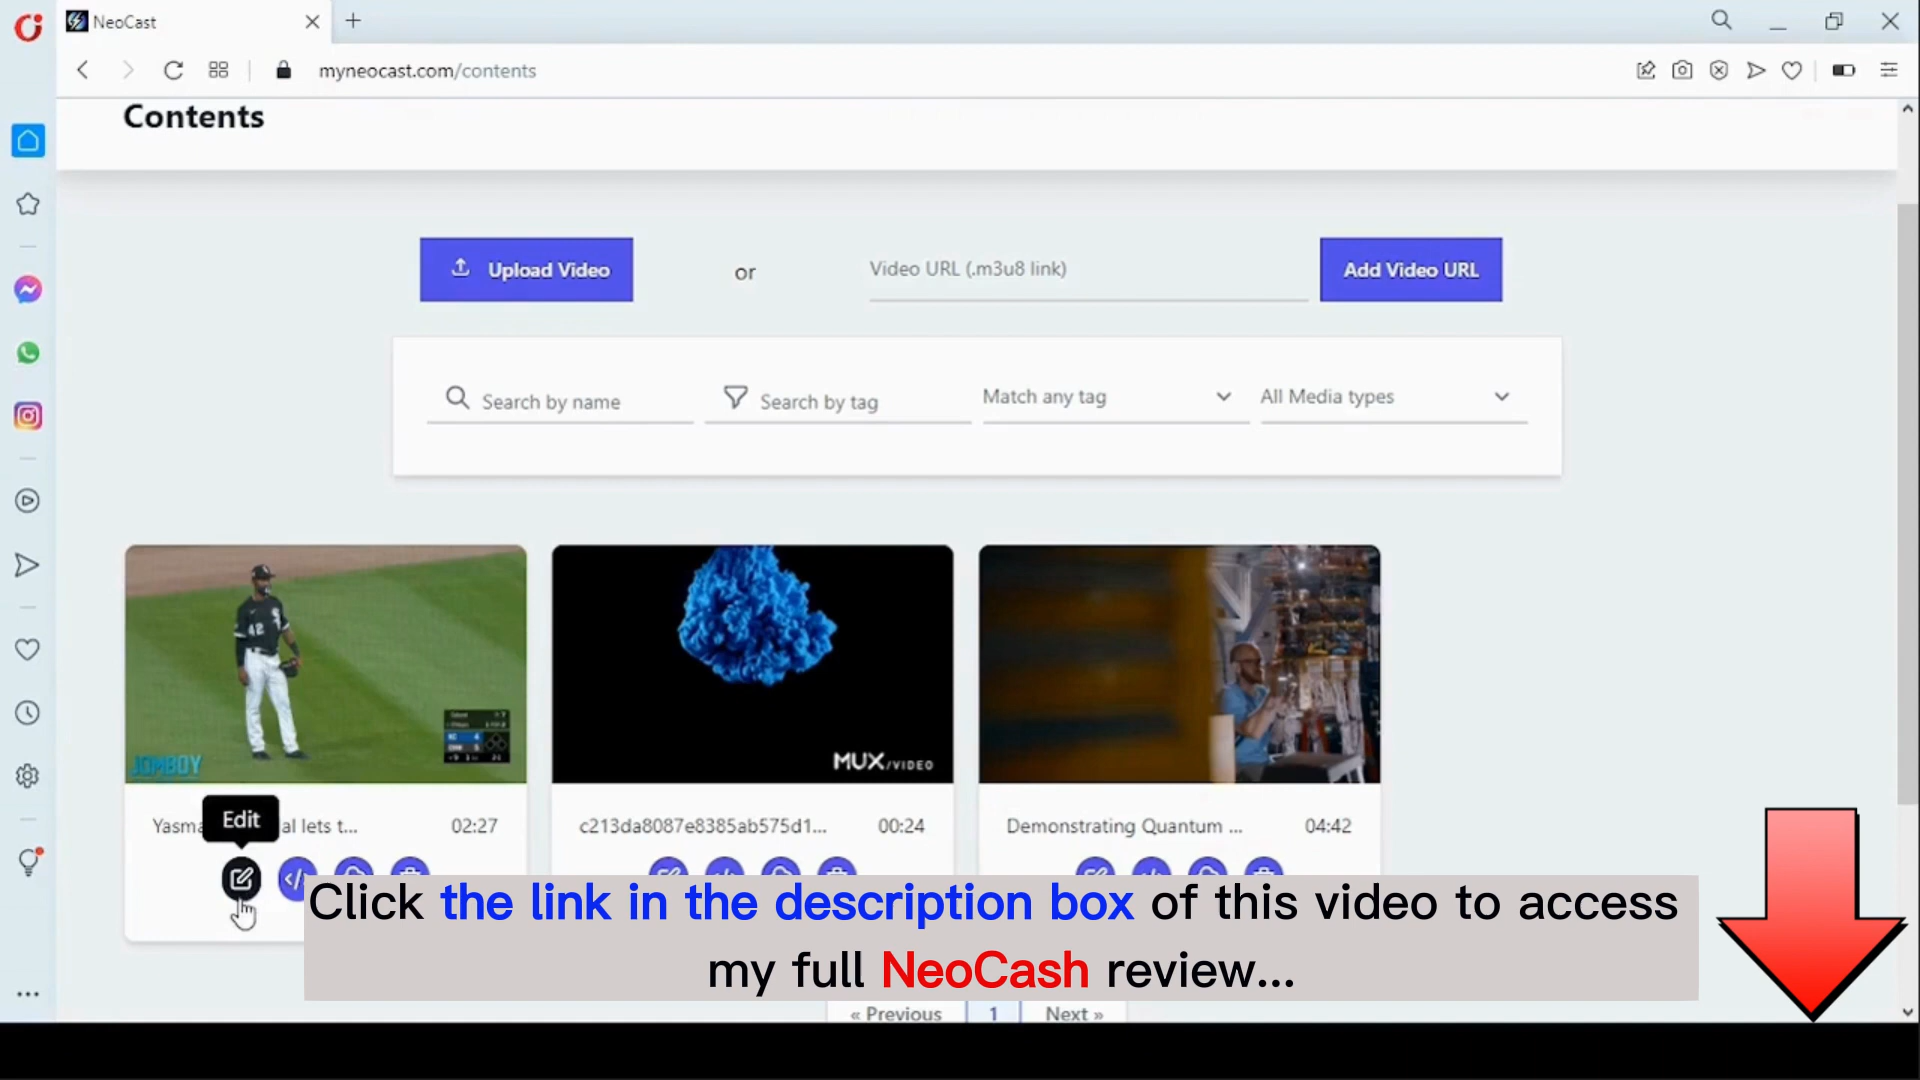 NeoCast
myneocast.com/contents
Contents
Upload Video
or
Video URL (.m3u8 link)
Add Video URL
Search by name
Search by tag
Match any tag
All Media types
42
JOMBOY
MUX/VIDEO
Edit
Yasma
al lets t...
02:27
c213da8087e8385ab575d1...
00:24
Demonstrating Quantum ...
04:42
Click the link in the description box of this video to access
my full NeoCash review...
« Previous
1
Next »